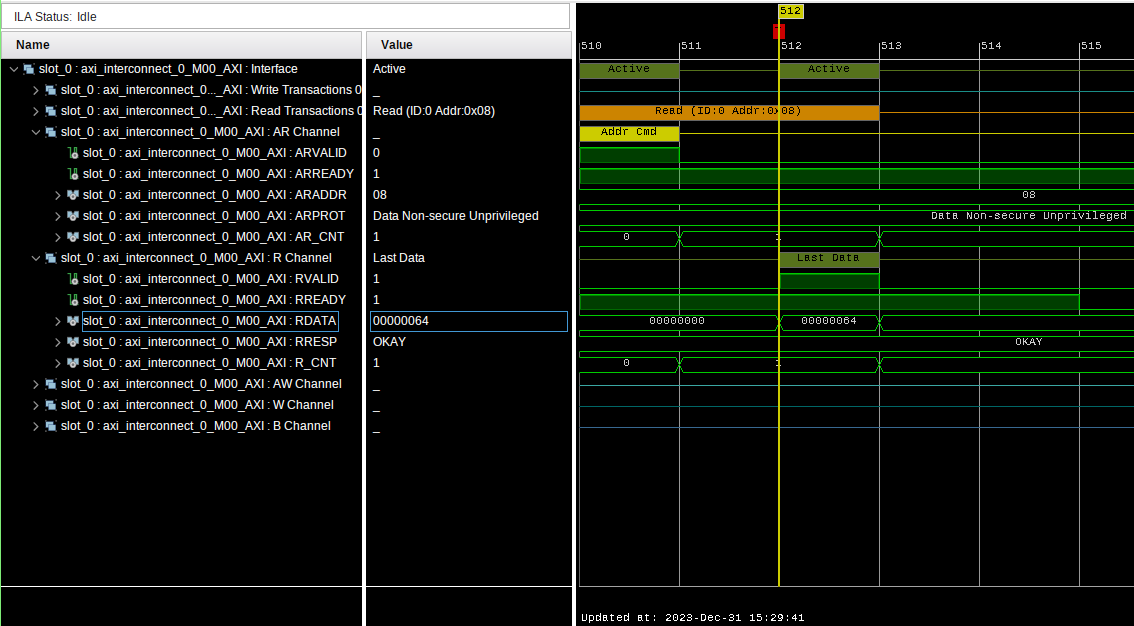 ILA Status: Idle
512
Name Value
510 511 512 513 514 515
slot_0 : axi_interconnect_0_M00_AXI : Interface Active Active Active
slot_0 : axi_interconnect_0..._AXI : Write Transactions 0 _
slot_0 : axi_interconnect_0..._AXI : Read Transactions 0 Read (ID:0 Addr:0x08) Read (ID:0 Addr:0x08)
slot_0 : axi_interconnect_0_M00_AXI : AR Channel _ Addr Cmd
slot_0 : axi_interconnect_0_M00_AXI : ARVALID 0
slot_0 : axi_interconnect_0_M00_AXI : ARREADY 1
slot_0 : axi_interconnect_0_M00_AXI : ARADDR 08 08
slot_0 : axi_interconnect_0_M00_AXI : ARPROT Data Non-secure Unprivileged Data Non-secure Unprivileged
slot_0 : axi_interconnect_0_M00_AXI : AR_CNT 1 0 1
slot_0 : axi_interconnect_0_M00_AXI : R Channel Last Data Last Data
slot_0 : axi_interconnect_0_M00_AXI : RVALID 1
slot_0 : axi_interconnect_0_M00_AXI : RREADY 1
slot_0 : axi_interconnect_0_M00_AXI : RDATA 00000064 00000000 00000064
slot_0 : axi_interconnect_0_M00_AXI : RRESP OKAY OKAY
slot_0 : axi_interconnect_0_M00_AXI : R_CNT 1 0 1
slot_0 : axi_interconnect_0_M00_AXI : AW Channel _
slot_0 : axi_interconnect_0_M00_AXI : W Channel _
slot_0 : axi_interconnect_0_M00_AXI : B Channel _
Updated at: 2023-Dec-31 15:29:41